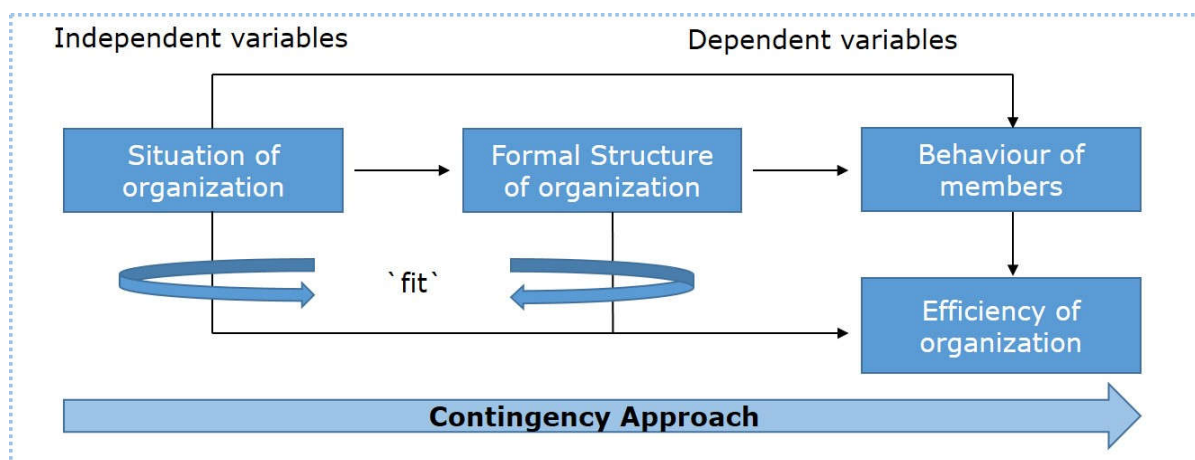 Independent variables
Dependent variables
Situation of
organization
Formal Structure
of organization
Behaviour of
members
`fit`
Efficiency of
organization
Contingency Approach